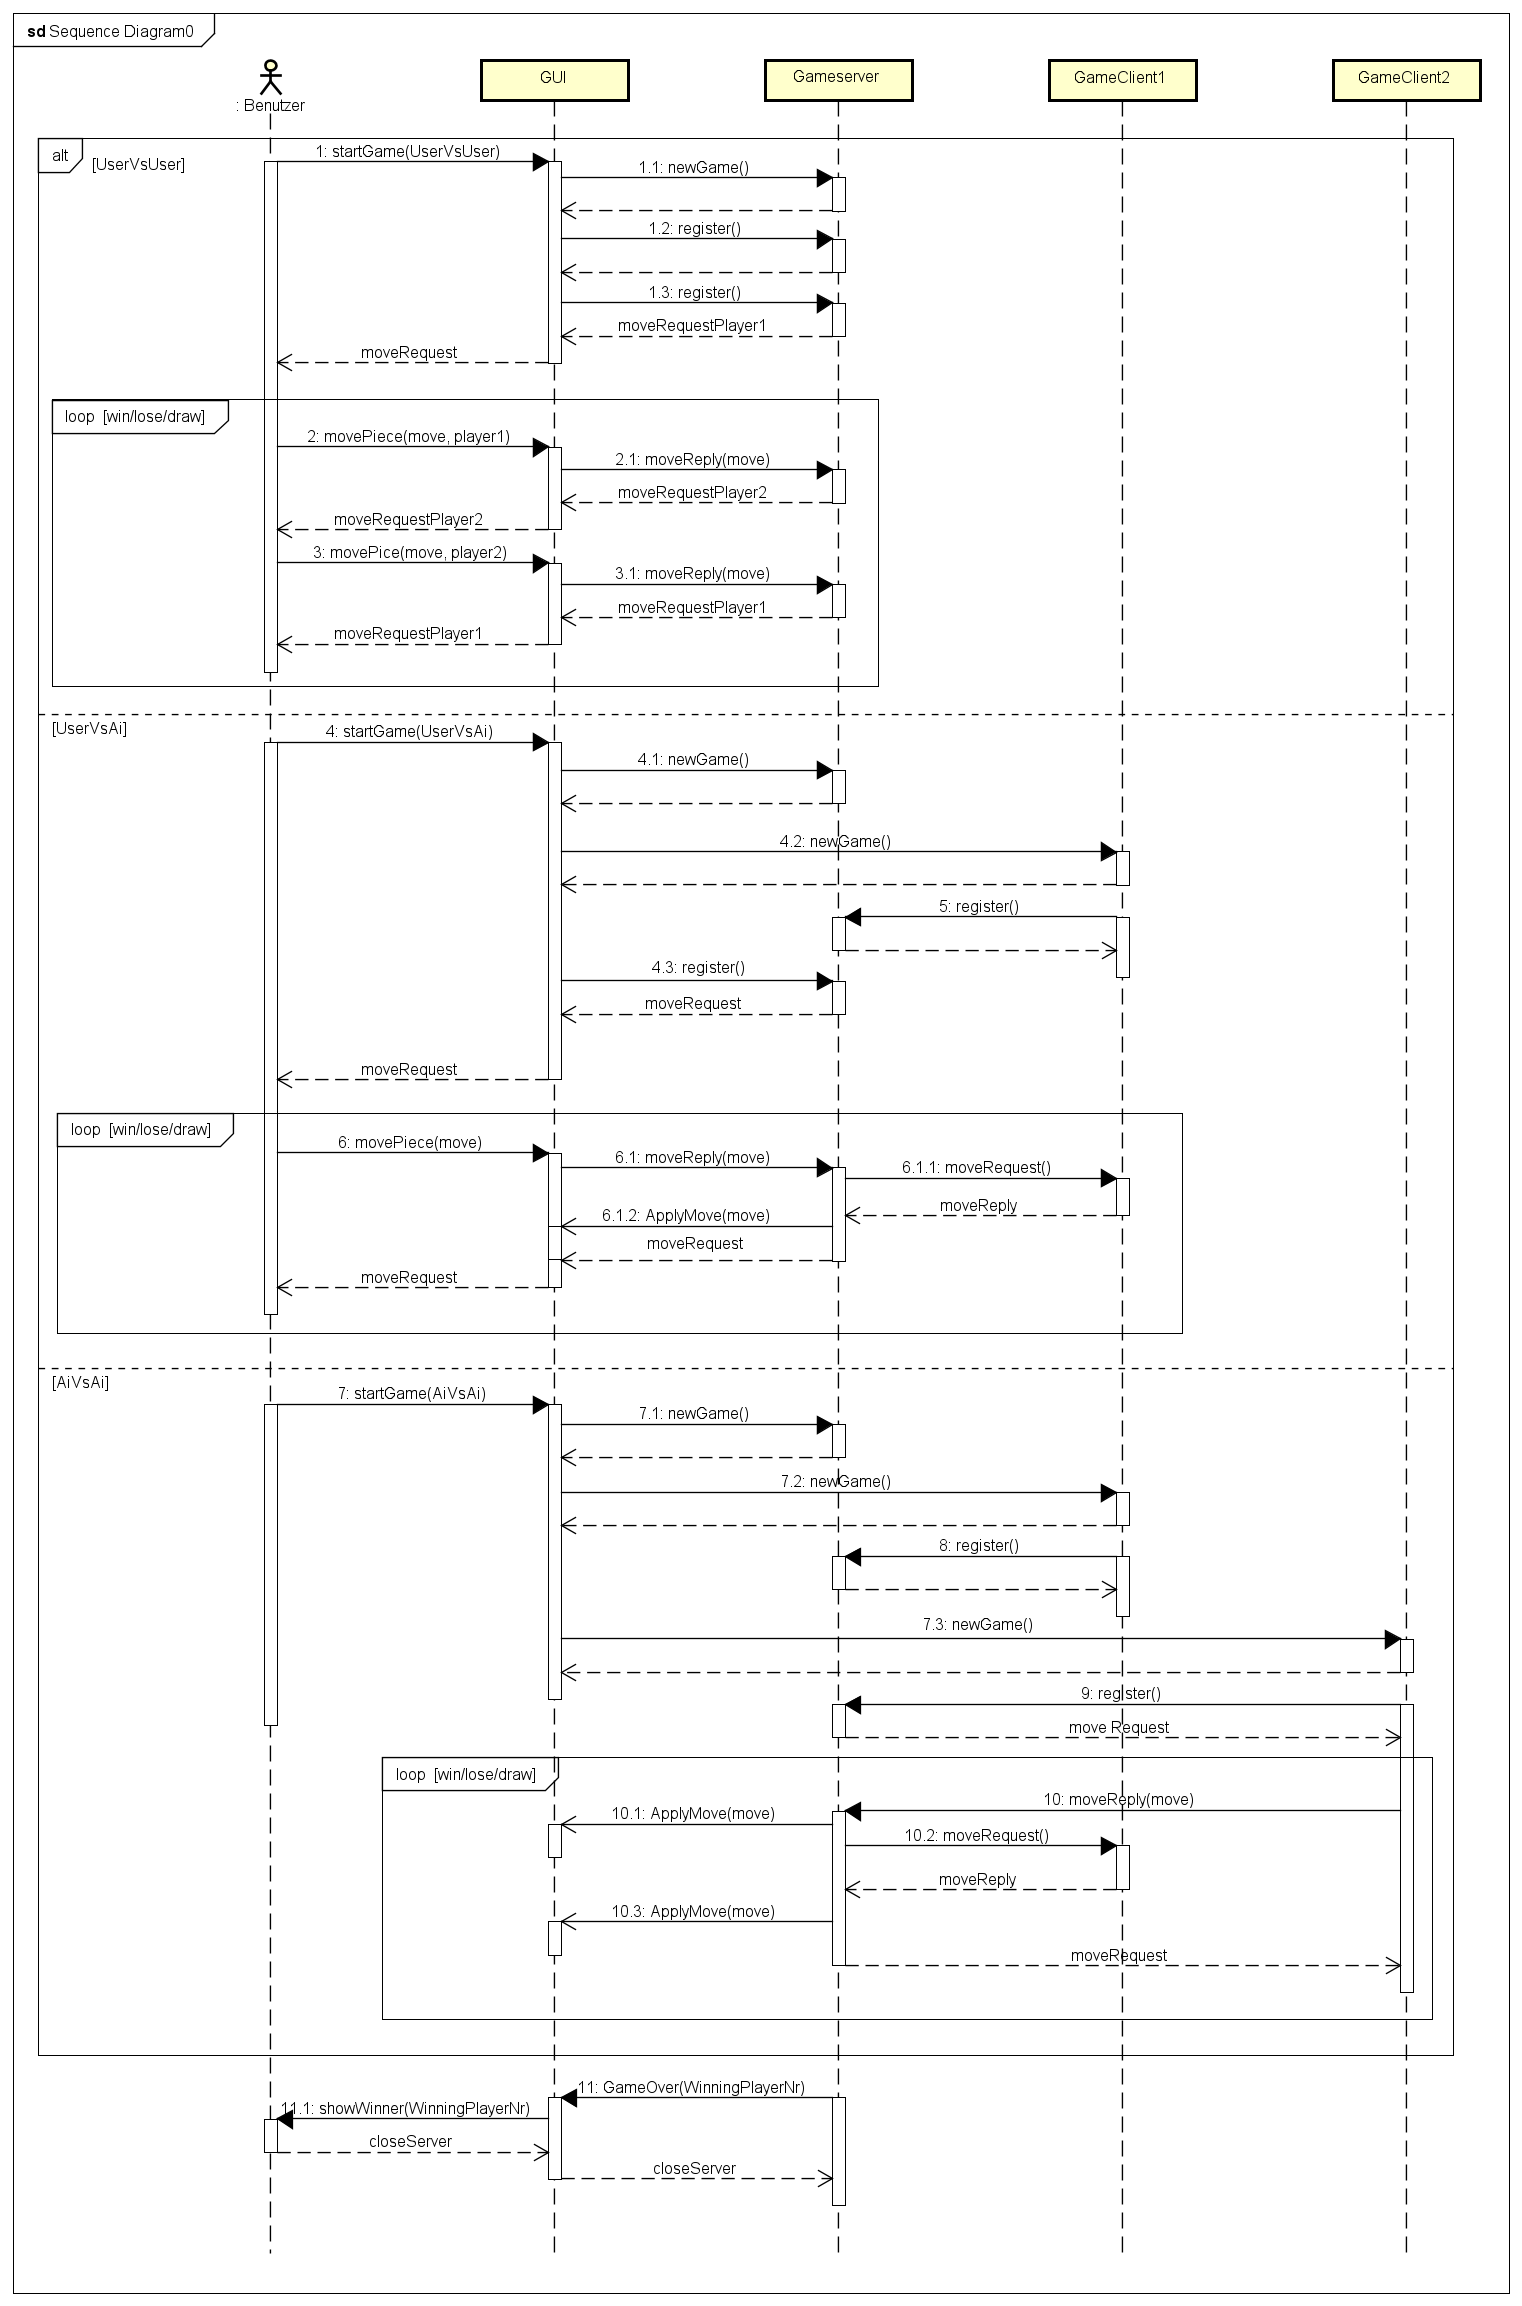 sd Sequence Diagram0
: Benutzer
GUI
Gameserver
GameClient1
GameClient2
alt
[UserVsUser]
1: startGame(UserVsUser)
1.1: newGame()
1.2: register()
1.3: register()
moveRequestPlayer1
moveRequest
loop [win/lose/draw]
2: movePiece(move, player1)
2.1: moveReply(move)
moveRequestPlayer2
moveRequestPlayer2
3: movePice(move, player2)
3.1: moveReply(move)
moveRequestPlayer1
moveRequestPlayer1
[UserVsAi]
4: startGame(UserVsAi)
4.1: newGame()
4.2: newGame()
5: register()
4.3: register()
moveRequest
moveRequest
loop [win/lose/draw]
6: movePiece(move)
6.1: moveReply(move)
6.1.1: moveRequest()
moveReply
6.1.2: ApplyMove(move)
moveRequest
moveRequest
[AiVsAi]
7: startGame(AiVsAi)
7.1: newGame()
7.2: newGame()
8: register()
7.3: newGame()
9: register()
move Request
loop [win/lose/draw]
10: moveReply(move)
10.1: ApplyMove(move)
10.2: moveRequest()
moveReply
10.3: ApplyMove(move)
moveRequest
11: GameOver(WinningPlayerNr)
11.1: showWinner(WinningPlayerNr)
closeServer
closeServer